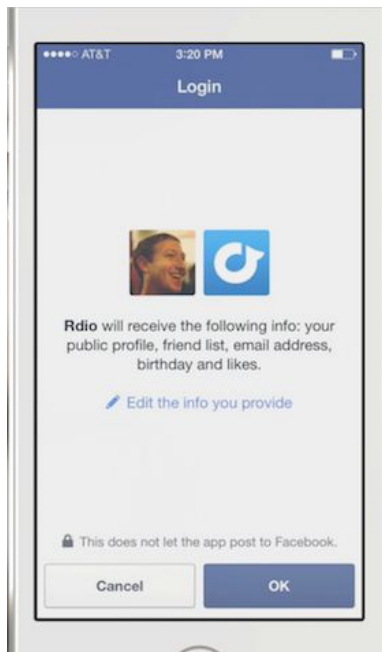 AT&T 3:20 PM
Login
Rdio will receive the following info: your
public profile, friend list, email address,
birthday and likes.
Edit the info you provide
This does not let the app post to Facebook.
Cancel OK